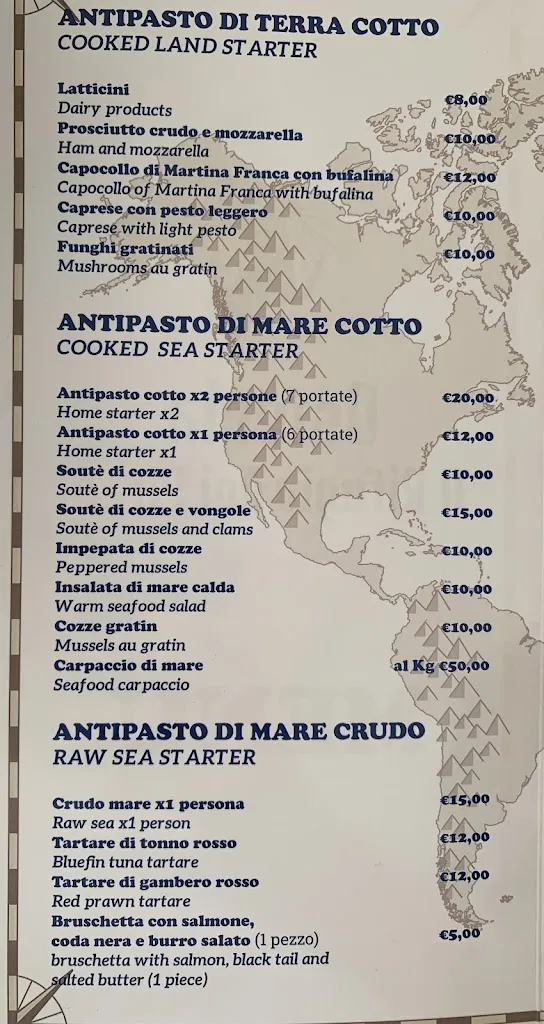 ANTIPASTO DI TERRA COTTO
COOKED LAND STARTER
Latticini €8,00
Dairy products
Prosciutto crudo e mozzarella €10,00
Ham and mozzarella
Capocollo di Martina Franca con bufalina €12,00
Capocollo of Martina Franca with bufalina
Caprese con pesto leggero €10,00
Caprese with light pesto
Funghi gratinati €10,00
Mushrooms au gratin
ANTIPASTO DI MARE COTTO
COOKED SEA STARTER
Antipasto cotto x2 persone (7 portate) €20,00
Home starter x2
Antipasto cotto x1 persona (6 portate) €12,00
Home starter x1
Soutè di cozze €10,00
Soutè of mussels
Soutè di cozze e vongole €15,00
Soutè of mussels and clams
Impepata di cozze €10,00
Peppered mussels
Insalata di mare calda €10,00
Warm seafood salad
Cozze gratin €10,00
Mussels au gratin
Carpaccio di mare al Kg €50,00
Seafood carpaccio
ANTIPASTO DI MARE CRUDO
RAW SEA STARTER
Crudo mare x1 persona €15,00
Raw sea x1 person
Tartare di tonno rosso €12,00
Bluefin tuna tartare
Tartare di gambero rosso €12,00
Red prawn tartare
Bruschetta con salmone,
coda nera e burro salato (1 pezzo) €5,00
bruschetta with salmon, black tail and
salted butter (1 piece)